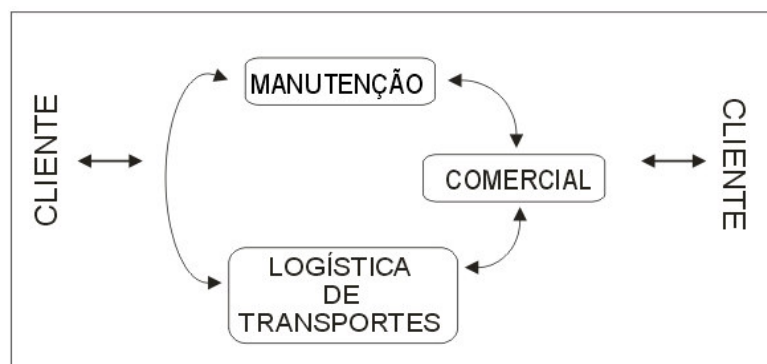 CLIENTE
MANUTENÇÃO
COMERCIAL
LOGÍSTICA
DE
TRANSPORTES
CLIENTE